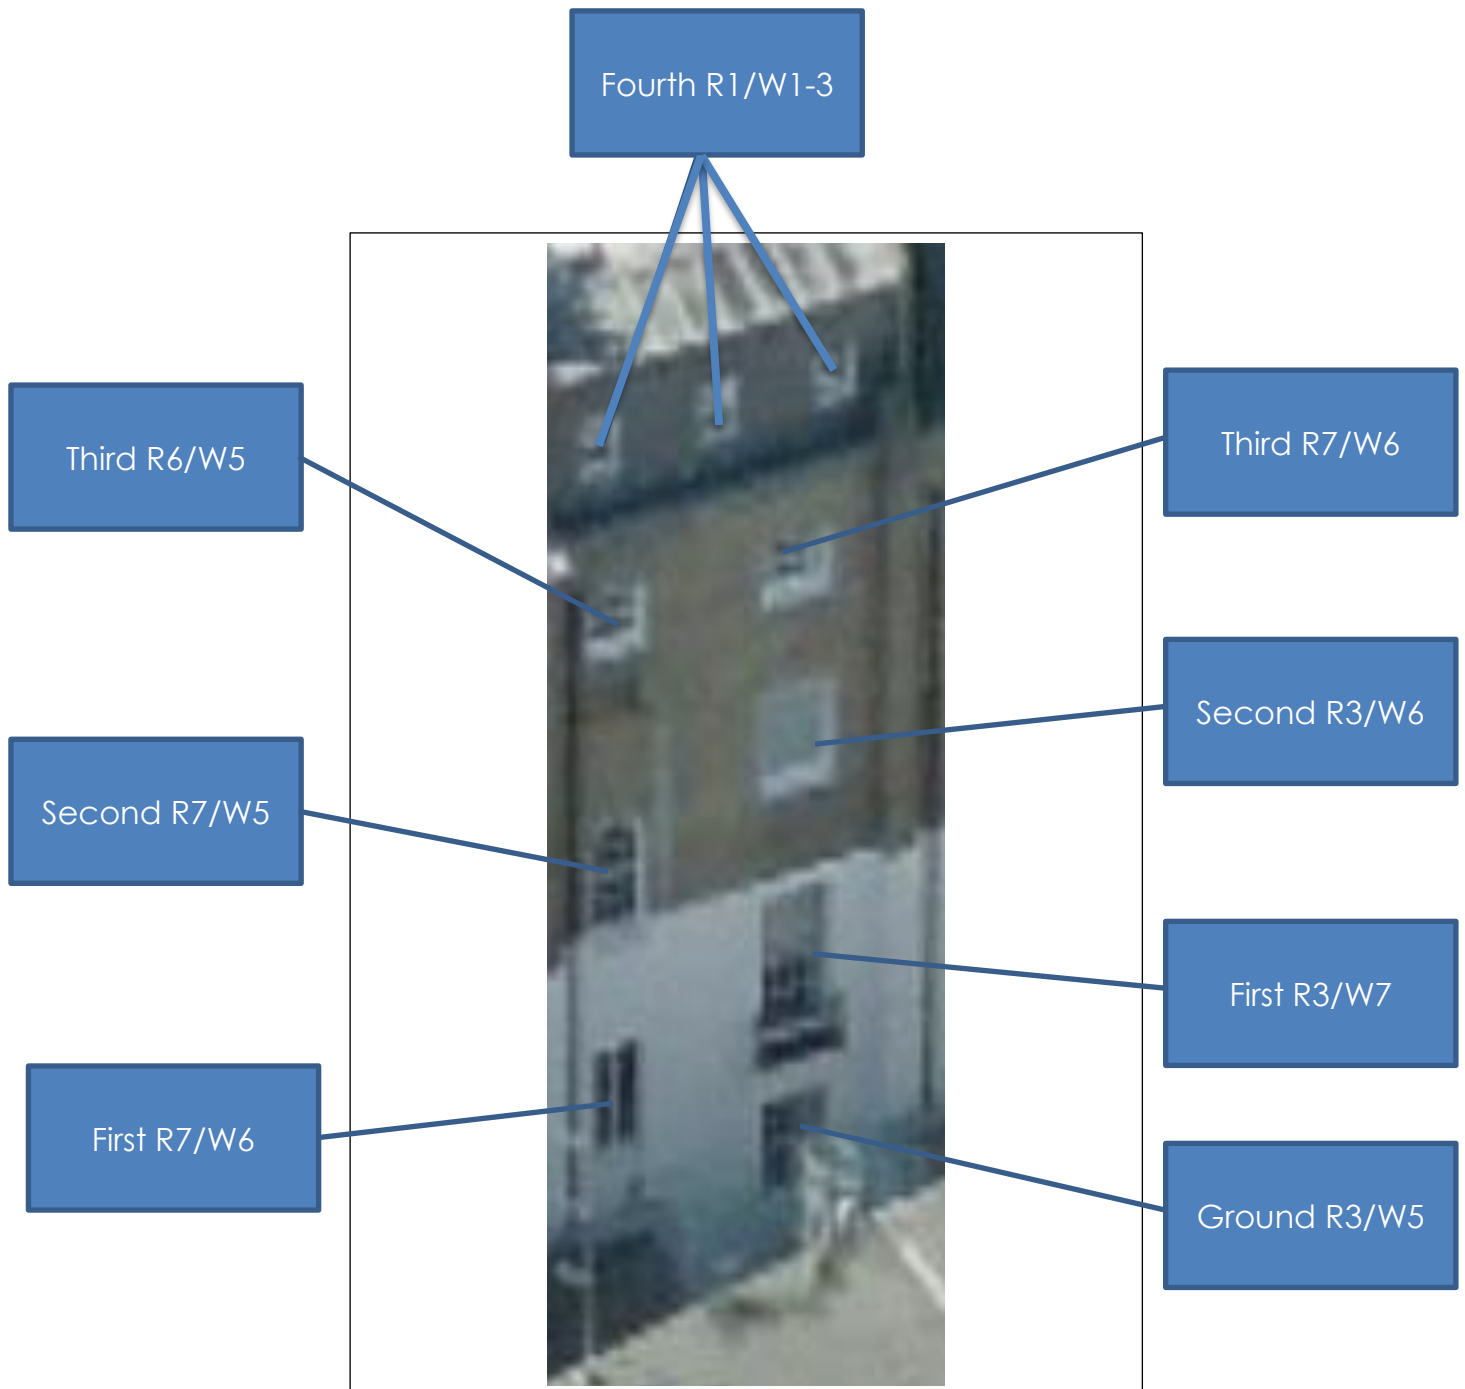 Fourth R1/W1-3
Third R6/W5
Third R7/W6
Second R3/W6
Second R7/W5
First R3/W7
First R7/W6
Ground R3/W5